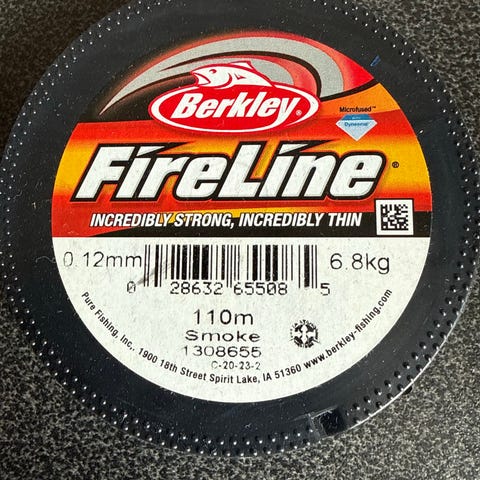 Berkley®
Microfused™
Dyneema
FireLine®
INCREDIBLY STRONG, INCREDIBLY THIN
0.12mm
6.8kg
0 28632 65508 5
110m
Smoke
1308655
C-20-23-2
Pure Fishing, Inc., 1900 18th Street Spirit Lake, IA 51360 www.berkley-fishing.com